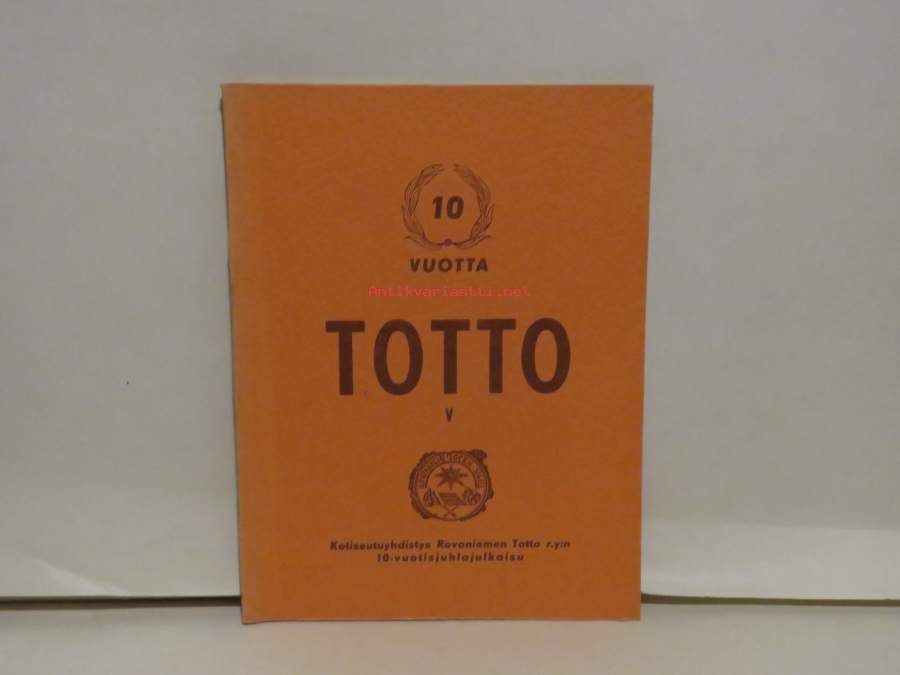 10
VUOTTA
Antikvariaatti.net
TOTTO
V
Kotiseutuyhdistys Rovaniemen Totto r.y:n
10-vuotisjuhlajulkaisu